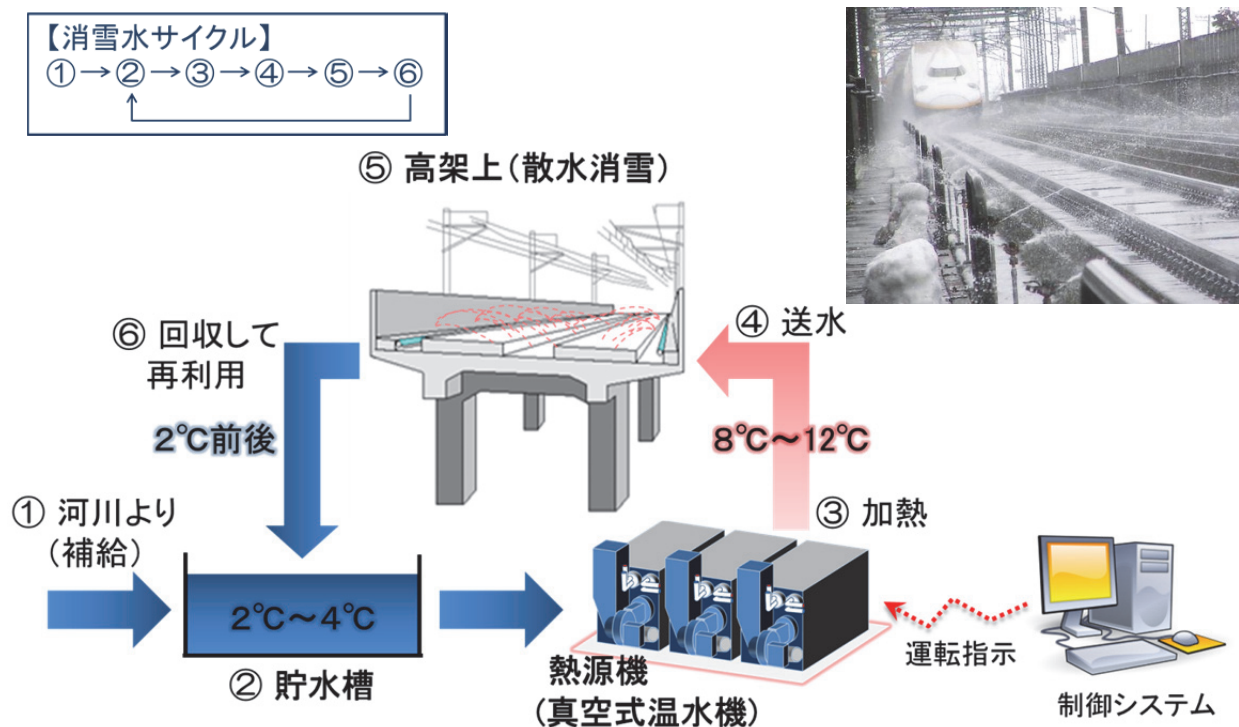 【消雪水サイクル】
①→②→③→④→⑤→⑥
⑤ 高架上(散水消雪)
⑥ 回収して
再利用
2℃前後
④ 送水
8℃～12℃
① 河川より
(補給)
③ 加熱
2℃～4℃
② 貯水槽
熱源機
(真空式温水機)
運転指示
制御システム